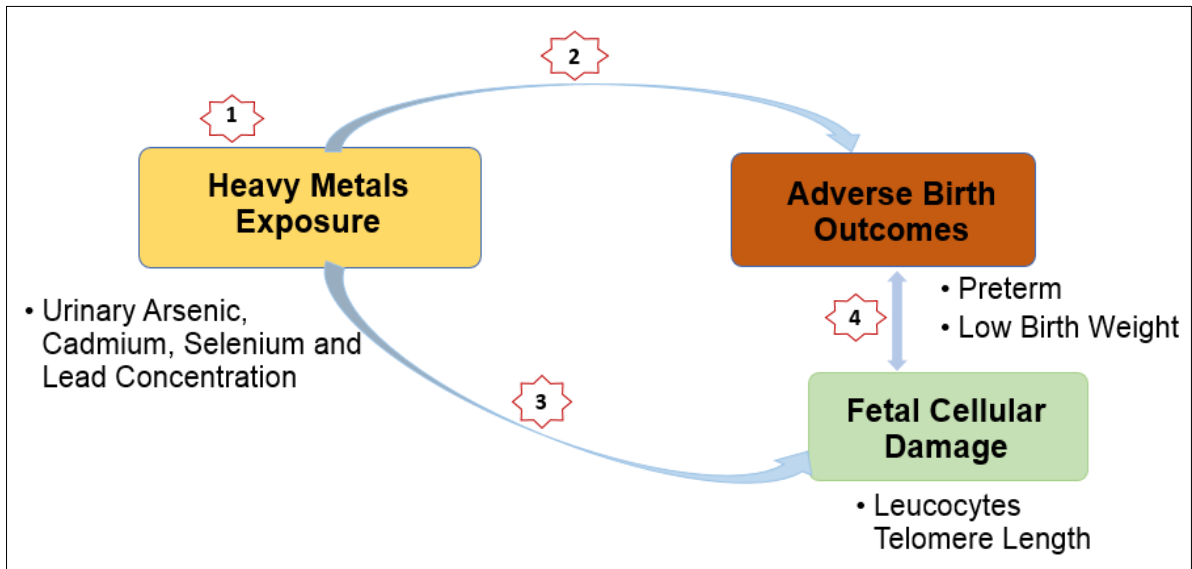 1
2
Heavy Metals
Exposure
• Urinary Arsenic,
Cadmium, Selenium and
Lead Concentration
Adverse Birth
Outcomes
• Preterm
• Low Birth Weight
4
3
Fetal Cellular
Damage
• Leucocytes
Telomere Length